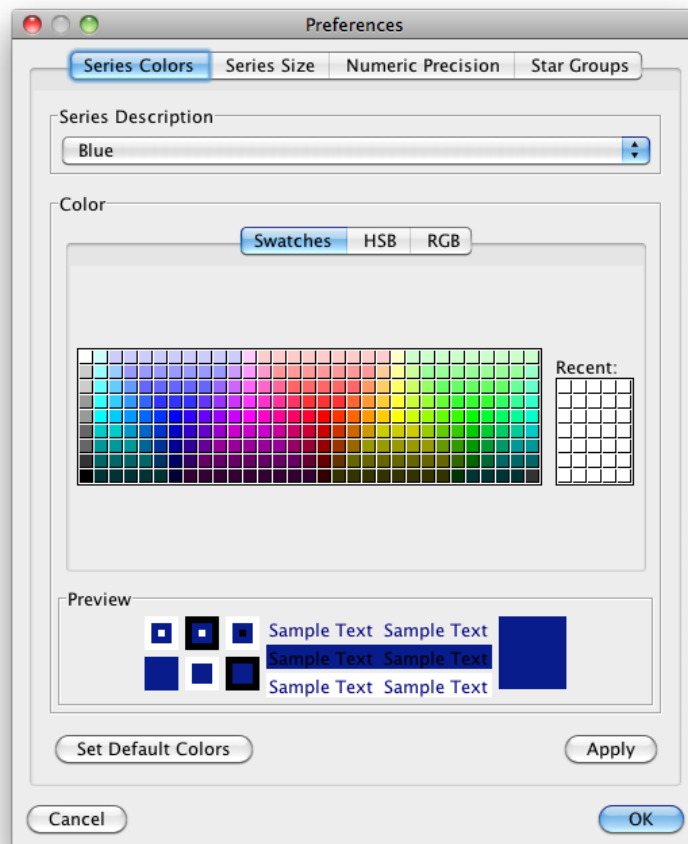 Preferences
Series Colors Series Size Numeric Precision Star Groups
Series Description
Blue
Color
Swatches HSB RGB
Recent:
Preview
Sample Text Sample Text
Sample Text Sample Text
Sample Text Sample Text
Set Default Colors Apply
Cancel OK